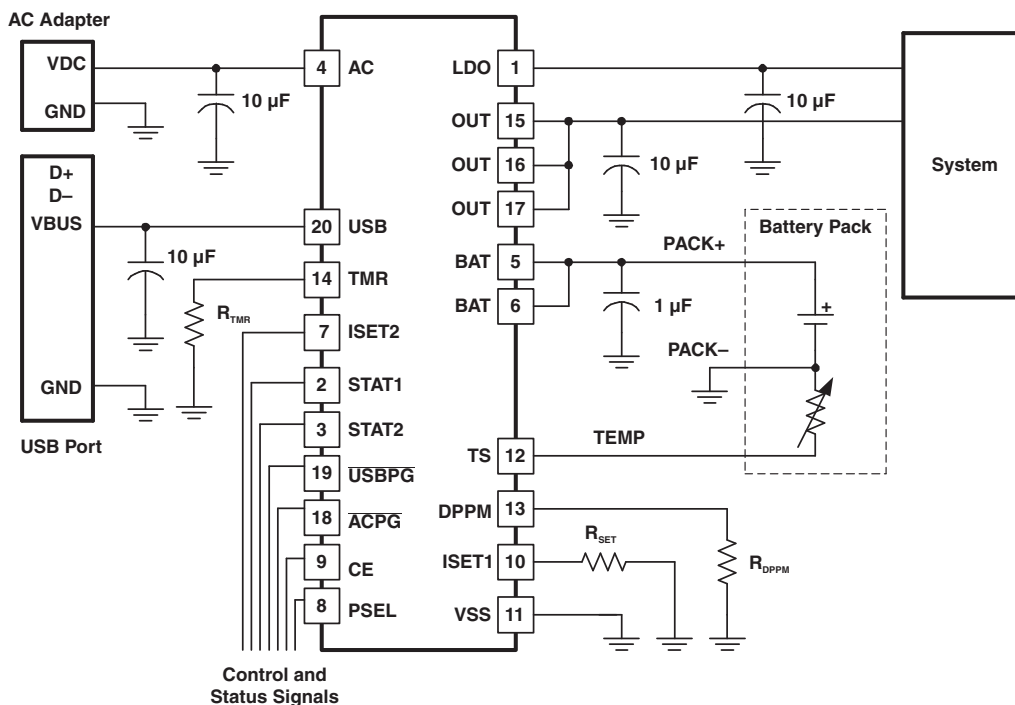 AC Adapter
VDC
GND
10 µF
4
AC
LDO
1
10 µF
OUT
15
OUT
16
OUT
17
10 µF
System
D+
D–
VBUS
GND
USB Port
10 µF
20
USB
14
TMR
R_TMR
7
ISET2
2
STAT1
3
STAT2
19
USBPG
18
ACPG
9
CE
8
PSEL
Control and
Status Signals
BAT
5
BAT
6
PACK+
1 µF
PACK–
Battery Pack
+
TEMP
TS
12
DPPM
13
R_DPPM
ISET1
10
R_SET
VSS
11